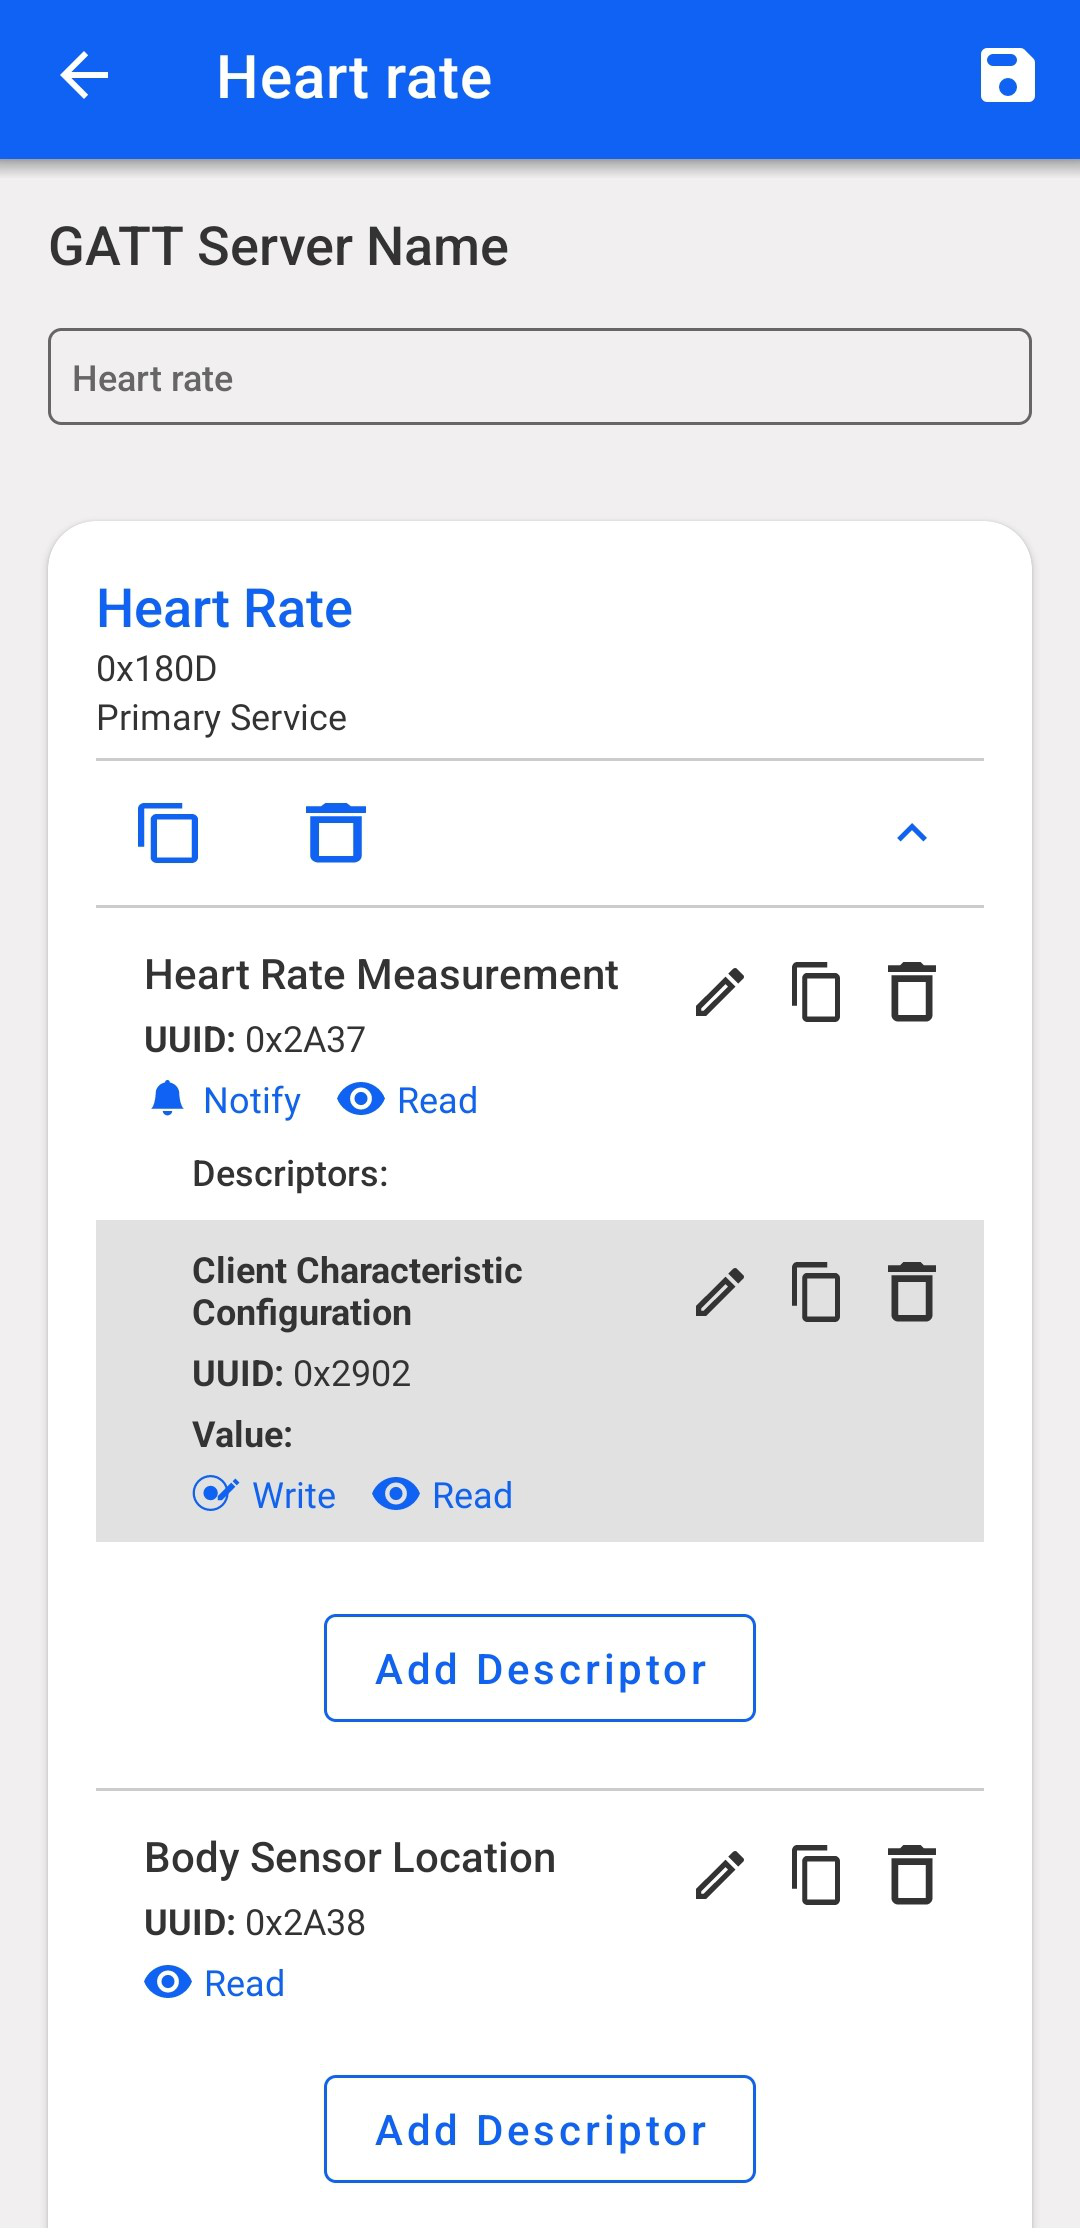 Heart rate
GATT Server Name
Heart rate
Heart Rate
0x180D
Primary Service
Heart Rate Measurement
UUID: 0x2A37
Notify Read
Descriptors:
Client Characteristic
Configuration
UUID: 0x2902
Value:
Write Read
Add Descriptor
Body Sensor Location
UUID: 0x2A38
Read
Add Descriptor